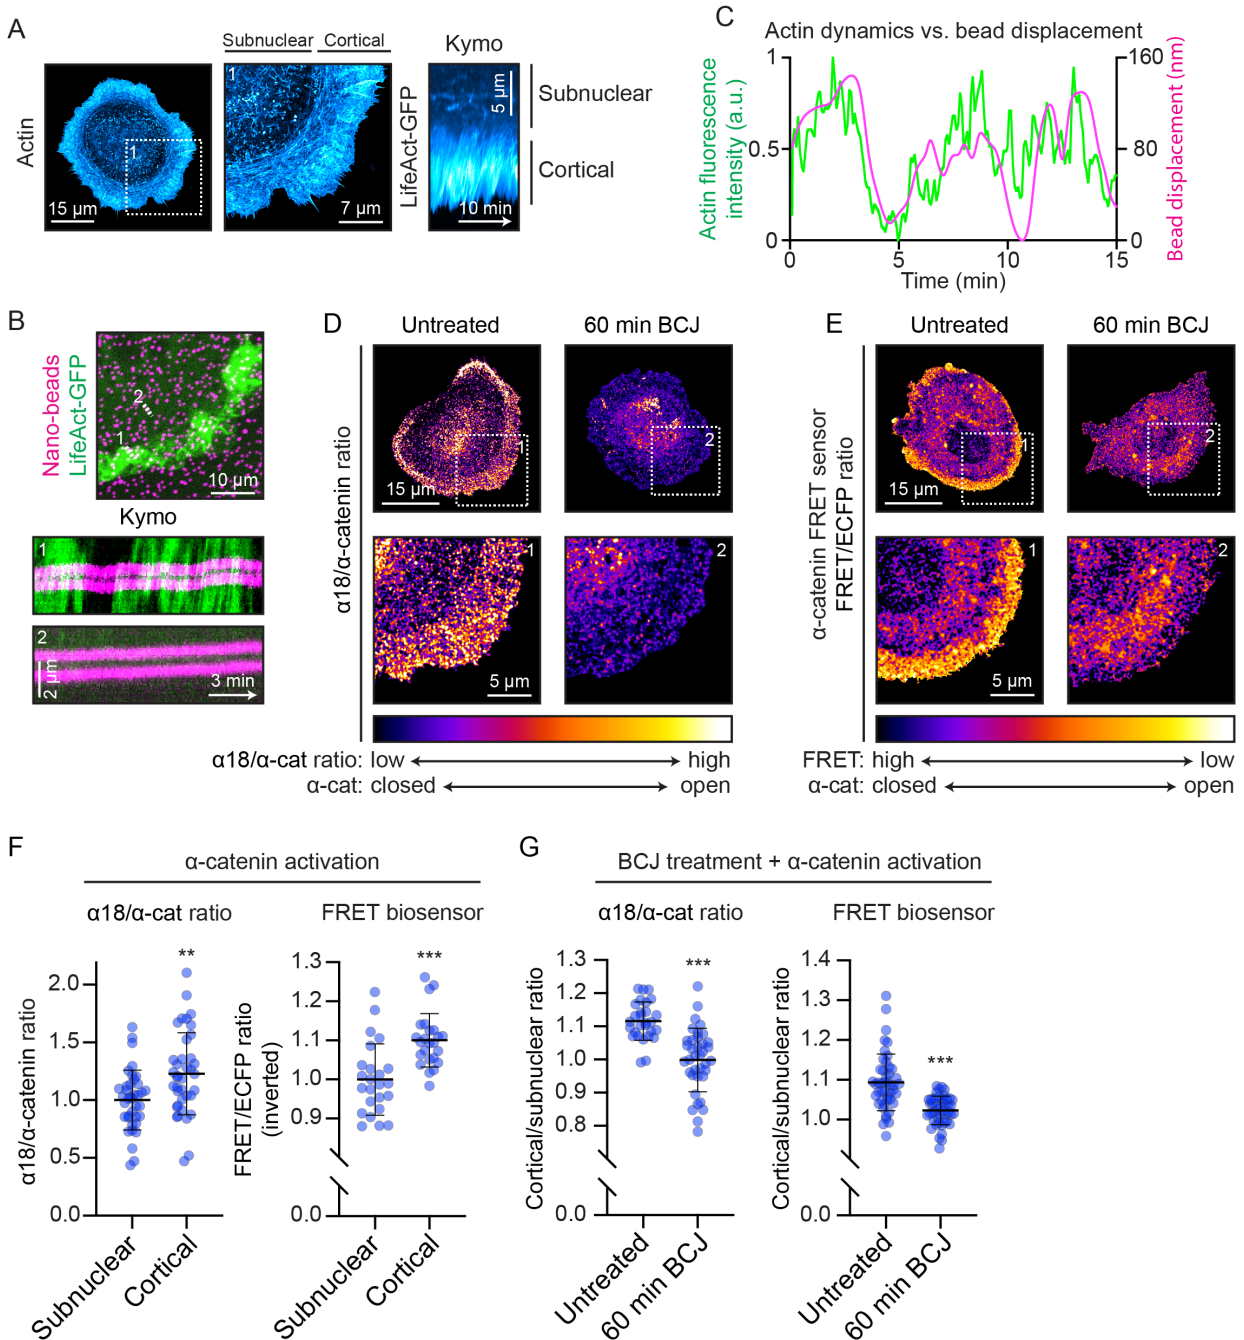 A
Subnuclear Cortical
Kymo
Actin
1
15 µm
1
7 µm
LifeAct-GFP
5 µm
10 min
Subnuclear
Cortical
C
Actin dynamics vs. bead displacement
Actin fluorescence
intensity (a.u.)
1
0.5
0
160
80
0
Bead displacement (nm)
0 5 10 15
Time (min)
B
Nano-beads
LifeAct-GFP
2
1
10 µm
Kymo
1
2
2 µm
3 min
D
Untreated 60 min BCJ
α18/α-catenin ratio
1
15 µm
2
1
5 µm
2
α18/α-cat ratio: low high
α-cat: closed open
E
Untreated 60 min BCJ
α-catenin FRET sensor
FRET/ECFP ratio
1
15 µm
2
1
5 µm
2
FRET: high low
α-cat: closed open
F
α-catenin activation
α18/α-cat ratio
α18/α-catenin ratio
2.0
1.5
1.0
0.5
0.0
**
Subnuclear
Cortical
FRET biosensor
FRET/ECFP ratio
(inverted)
1.3
1.2
1.1
1.0
0.9
0.0
***
Subnuclear
Cortical
G
BCJ treatment + α-catenin activation
α18/α-cat ratio
Cortical/subnuclear ratio
1.3
1.2
1.1
1.0
0.9
0.8
0.0
***
Untreated
60 min BCJ
FRET biosensor
Cortical/subnuclear ratio
1.4
1.3
1.2
1.1
1.0
0.0
***
Untreated
60 min BCJ